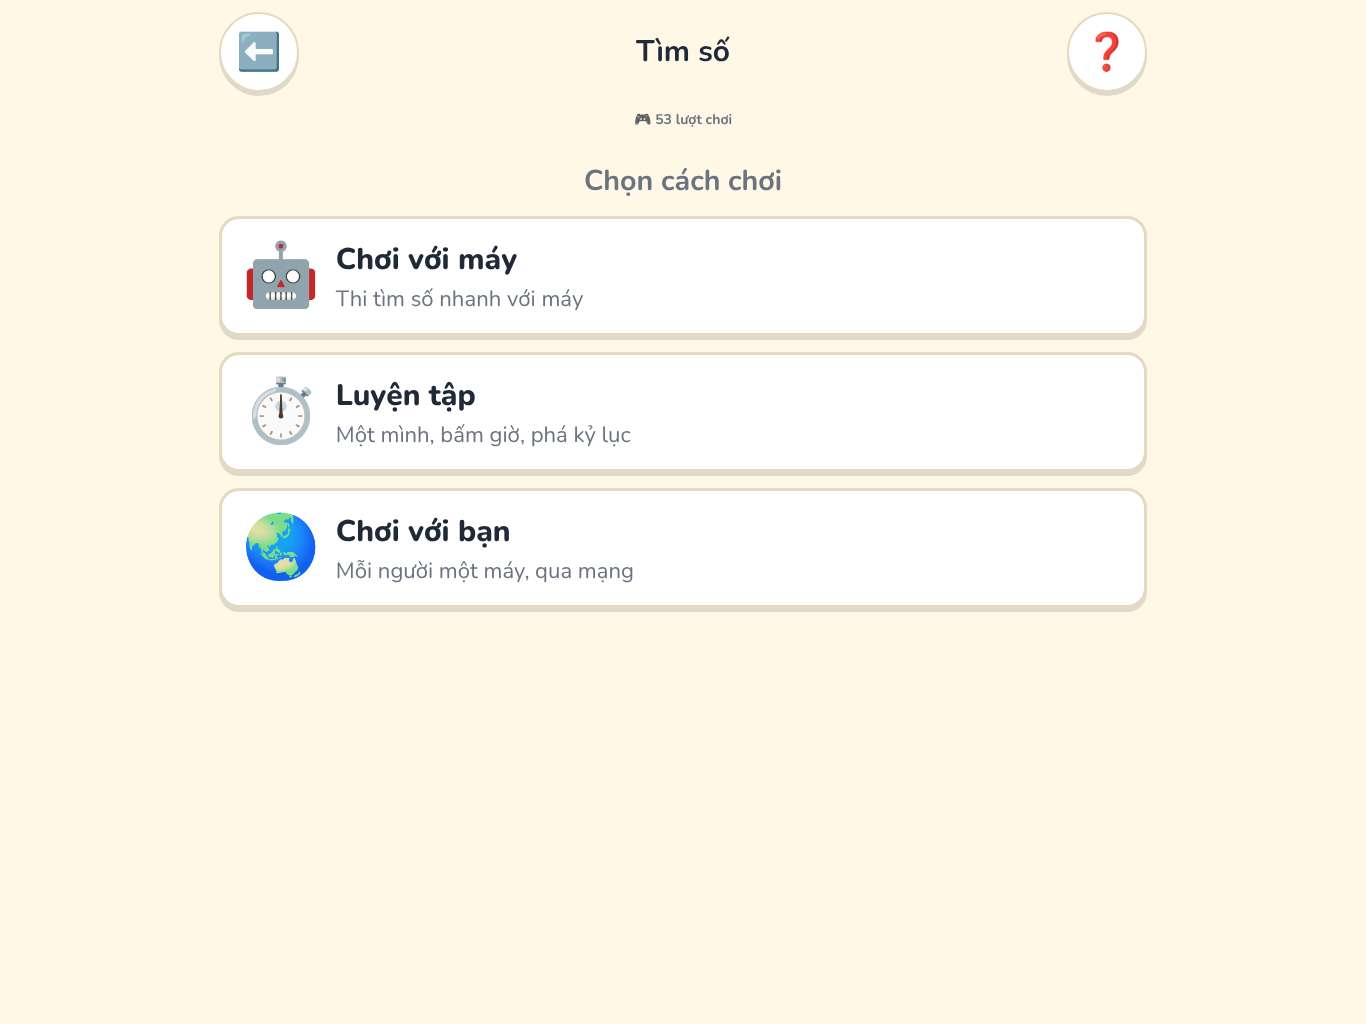 Tìm số
53 lượt chơi
Chọn cách chơi
Chơi với máy
Thi tìm số nhanh với máy
Luyện tập
Một mình, bấm giờ, phá kỷ lục
Chơi với bạn
Mỗi người một máy, qua mạng